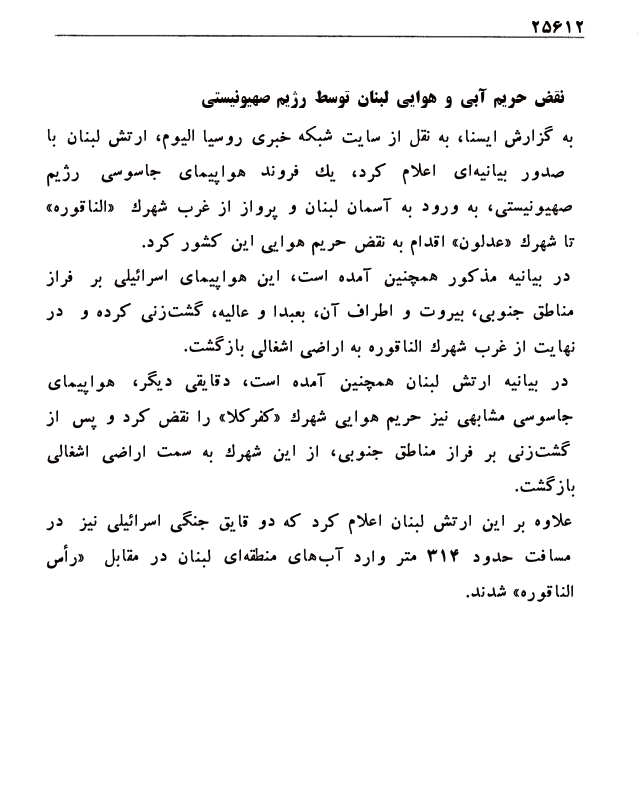 ۲۵۶۱۲
نقض حریم آبی و هوایی لبنان توسط رژیم صهیونیستی
به گزارش ایسنا، به نقل از سایت شبکه خبری روسیا الیوم، ارتش لبنان با
صدور بیانیه‌ای اعلام کرد، یك فروند هواپیمای جاسوسی رژیم
صهیونیستی، به ورود به آسمان لبنان و پرواز از غرب شهرك «الناقوره»
تا شهرك «عدلون» اقدام به نقض حریم هوایی این کشور کرد.
در بیانیه مذکور همچنین آمده است، این هواپیمای اسرائیلی بر فراز
مناطق جنوبی، بیروت و اطراف آن، بعبدا و عالیه، گشت‌زنی کرده و در
نهایت از غرب شهرك الناقوره به اراضی اشغالی بازگشت.
در بیانیه ارتش لبنان همچنین آمده است، دقایقی دیگر، هواپیمای
جاسوسی مشابهی نیز حریم هوایی شهرك «کفرکلا» را نقض کرد و پس از
گشت‌زنی بر فراز مناطق جنوبی، از این شهرك به سمت اراضی اشغالی
بازگشت.
علاوه بر این ارتش لبنان اعلام کرد که دو قایق جنگی اسرائیلی نیز در
مسافت حدود ۳۱۴ متر وارد آب‌های منطقه‌ای لبنان در مقابل «رأس
الناقوره» شدند.